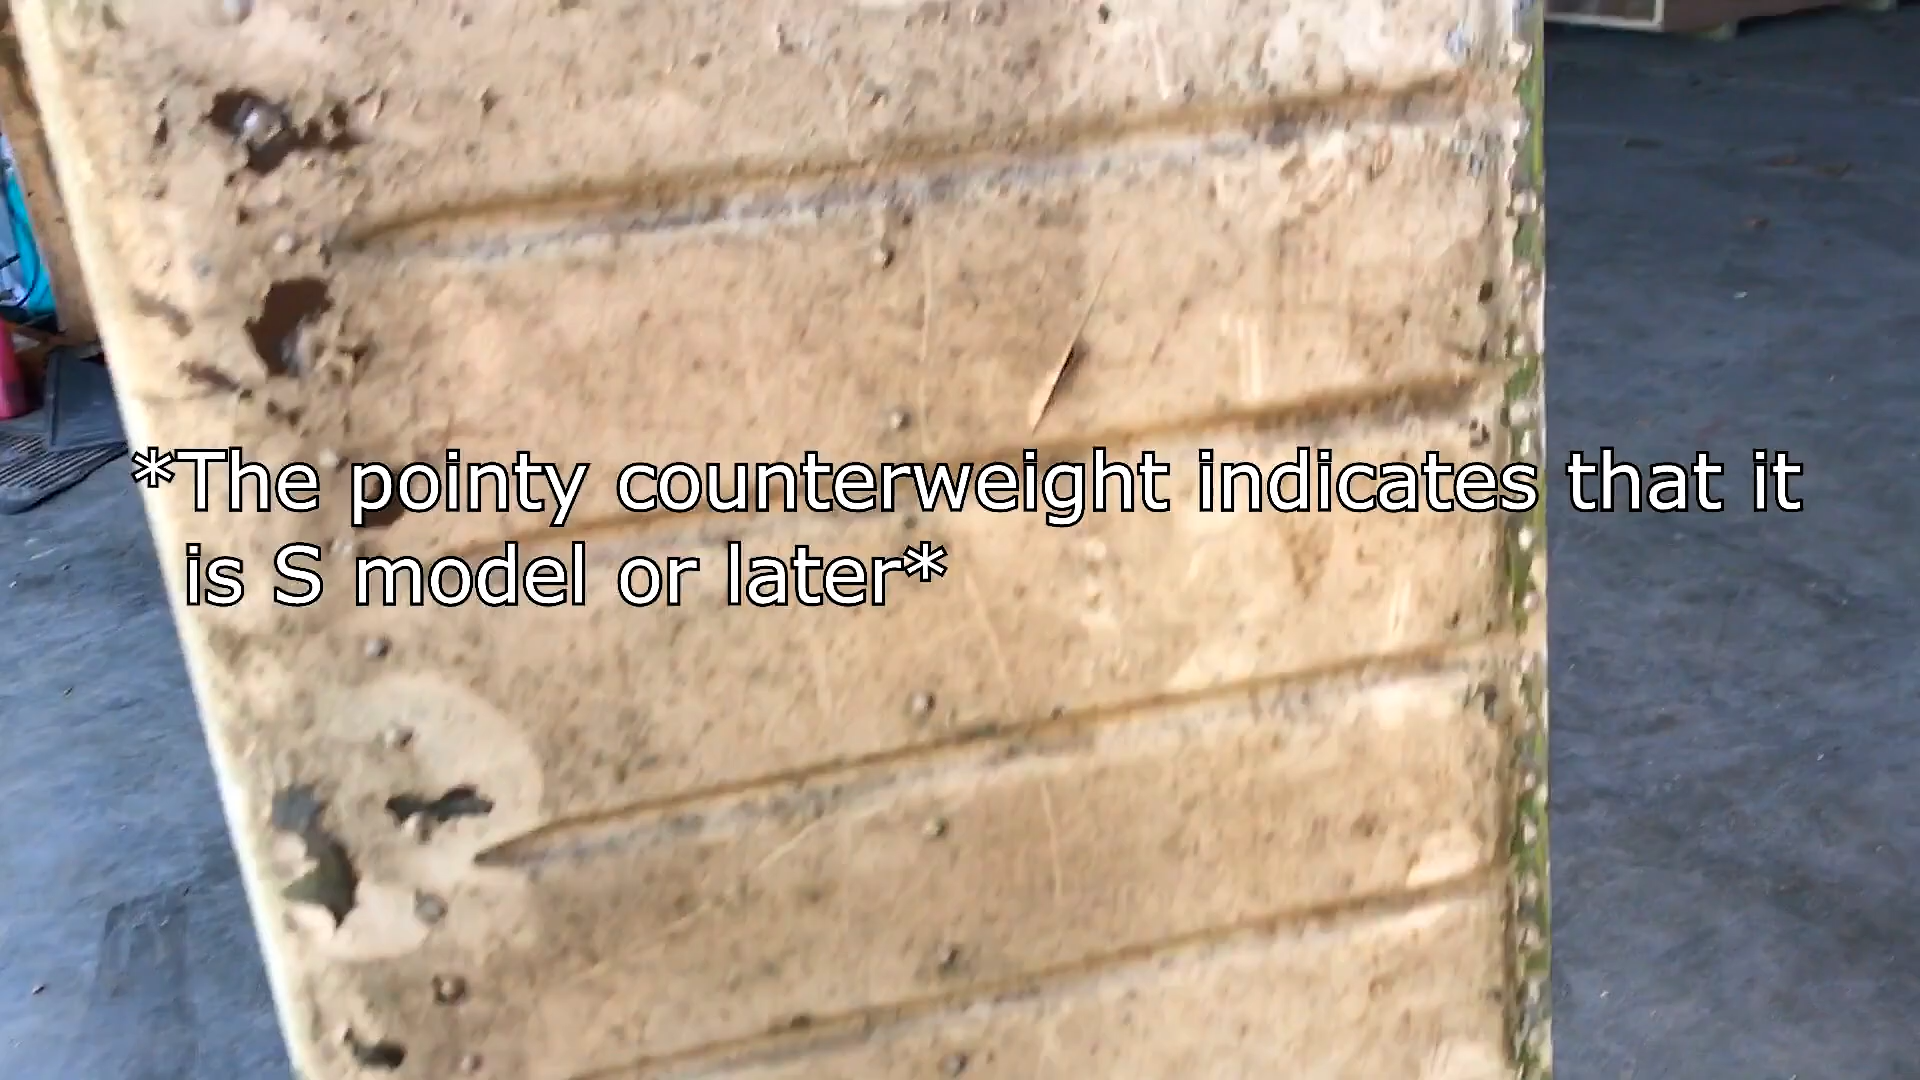 *The pointy counterweight indicates that it
is S model or later*